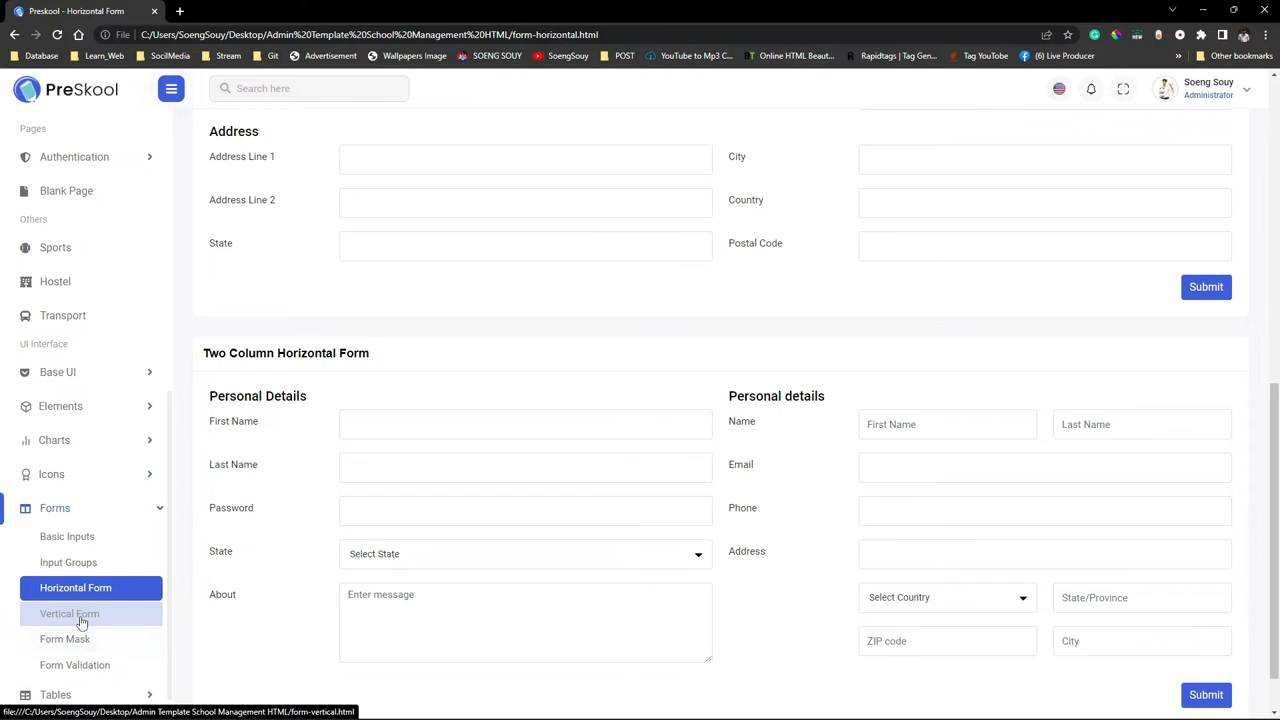 Preskool - Horizontal Form
File C:/Users/SoengSouy/Desktop/Admin%20Template%20School%20Management%20HTML/form-horizontal.html
Database Learn_Web SocilMedia Stream Git Advertisement Wallpapers Image SOENG SOUY SoengSouy POST YouTube to Mp3 C... Online HTML Beaut... Rapidtags | Tag Gen... Tag YouTube (6) Live Producer » Other bookmarks
PreSkool
Search here
Soeng Souy
Administrator
Pages
Authentication
Blank Page
Others
Sports
Hostel
Transport
UI Interface
Base UI
Elements
Charts
Icons
Forms
Basic Inputs
Input Groups
Horizontal Form
Vertical Form
Form Mask
Form Validation
Tables
Address
Address Line 1 City
Address Line 2 Country
State Postal Code
Submit
Two Column Horizontal Form
Personal Details Personal details
First Name Name First Name Last Name
Last Name Email
Password Phone
State Select State Address
About Enter message Select Country State/Province
ZIP code City
Submit
file:///C:/Users/SoengSouy/Desktop/Admin Template School Management HTML/form-vertical.html